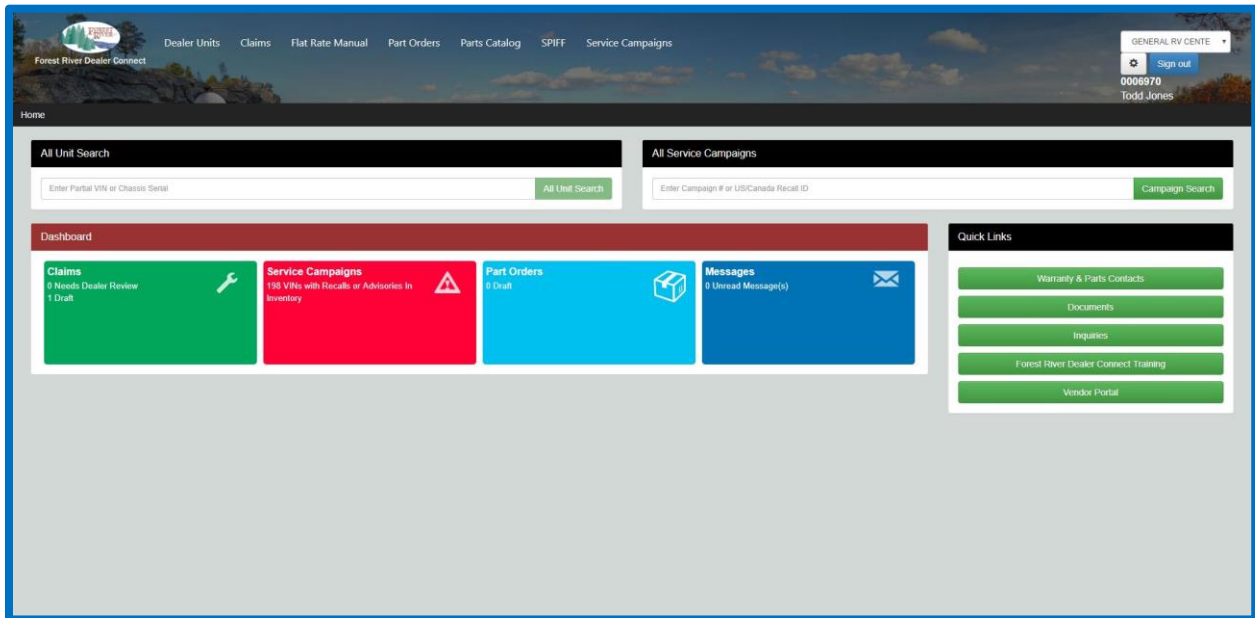 FOREST
RIVER
Forest River Dealer Connect
Dealer Units Claims Flat Rate Manual Part Orders Parts Catalog SPIFF Service Campaigns
GENERAL RV CENTE
Sign out
0006970
Todd Jones
Home
All Unit Search
Enter Partial VIN or Chassis Serial
All Unit Search
All Service Campaigns
Enter Campaign # or US/Canada Recall ID
Campaign Search
Dashboard
Claims
0 Needs Dealer Review
1 Draft
Service Campaigns
198 VINs with Recalls or Advisories In
Inventory
Part Orders
0 Draft
Messages
0 Unread Message(s)
Quick Links
Warranty & Parts Contacts
Documents
Inquiries
Forest River Dealer Connect Training
Vendor Portal